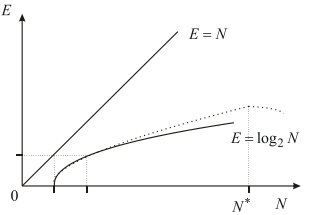 E
E = N
E = log₂ N
0
N*
N